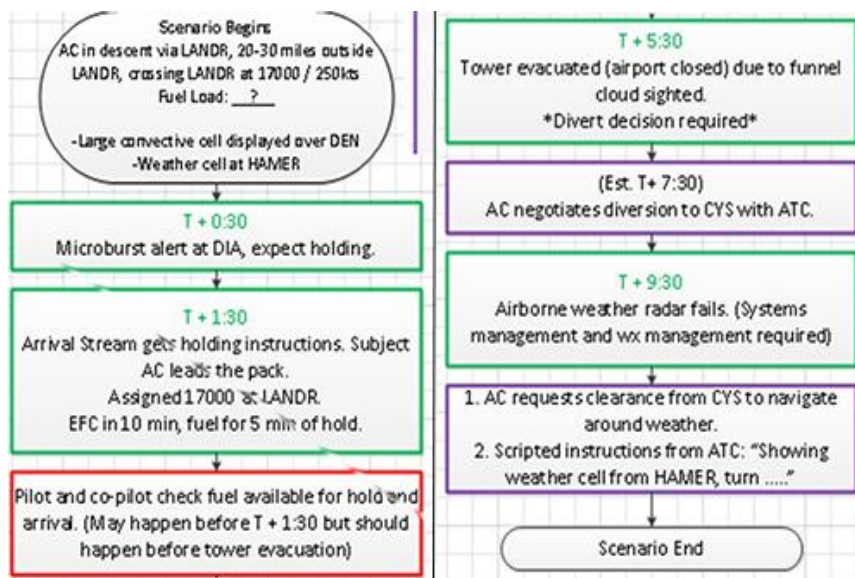 Scenario Begins
AC in descent via LANDR, 20-30 miles outside
LANDR, crossing LANDR at 17000 / 250kts
Fuel Load: __?__
-Large convective cell displayed over DEN
-Weather cell at HAMER
T + 0:30
Microburst alert at DIA, expect holding.
T + 1:30
Arrival Stream gets holding instructions. Subject
AC leads the pack.
Assigned 17000 at LANDR.
EFC in 10 min, fuel for 5 min of hold.
Pilot and co-pilot check fuel available for hold and
arrival. (May happen before T + 1:30 but should
happen before tower evacuation)
T + 5:30
Tower evacuated (airport closed) due to funnel
cloud sighted.
*Divert decision required*
(Est. T+ 7:30)
AC negotiates diversion to CYS with ATC.
T + 9:30
Airborne weather radar fails. (Systems
management and wx management required)
1. AC requests clearance from CYS to navigate
around weather.
2. Scripted instructions from ATC: “Showing
weather cell from HAMER, turn .....”
Scenario End